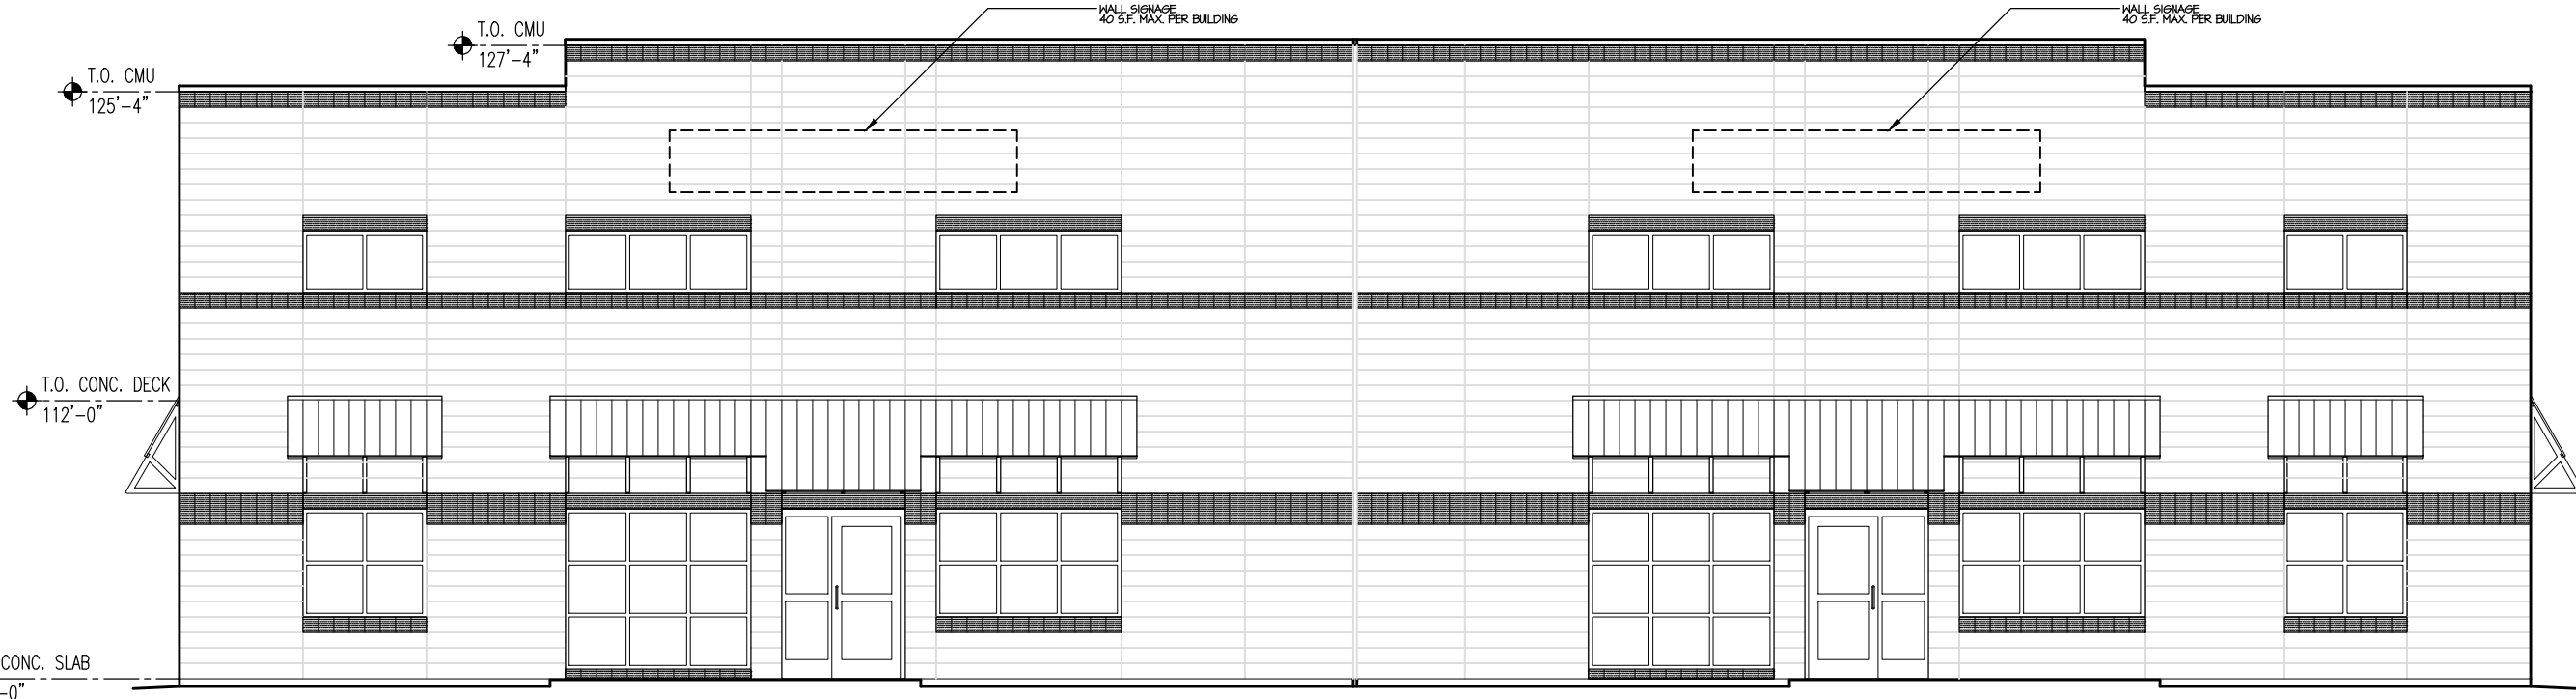 WALL SIGNAGE
40 S.F. MAX. PER BUILDING
WALL SIGNAGE
40 S.F. MAX. PER BUILDING
T.O. CMU
127'-4"
T.O. CMU
125'-4"
T.O. CONC. DECK
112'-0"
CONC. SLAB
-0"